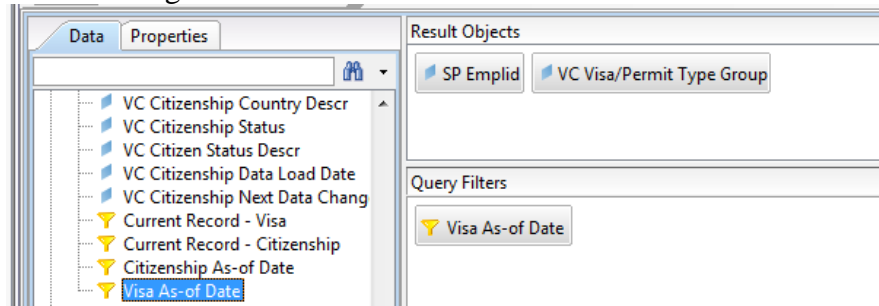 Data Properties
VC Citizenship Country Descr
VC Citizenship Status
VC Citizen Status Descr
VC Citizenship Data Load Date
VC Citizenship Next Data Chang
Current Record - Visa
Current Record - Citizenship
Citizenship As-of Date
Visa As-of Date
Result Objects
SP Emplid VC Visa/Permit Type Group
Query Filters
Visa As-of Date